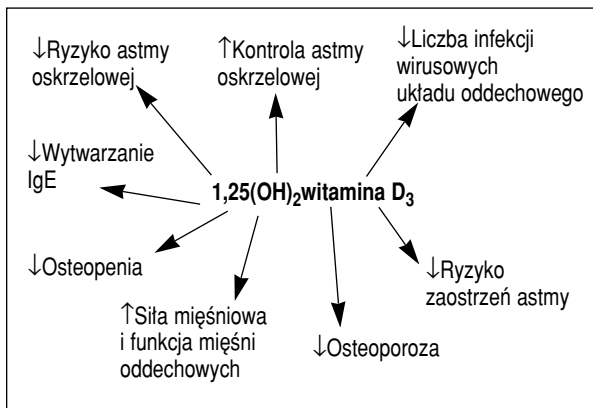 ↓Ryzyko astmy
oskrzelowej
↑Kontrola astmy
oskrzelowej
↓Liczba infekcji
wirusowych
układu oddechowego
↓Wytwarzanie
IgE
1,25(OH)₂witamina D₃
↓Osteopenia
↑Siła mięśniowa
i funkcja mięśni
oddechowych
↓Osteoporoza
↓Ryzyko
zaostrzeń astmy